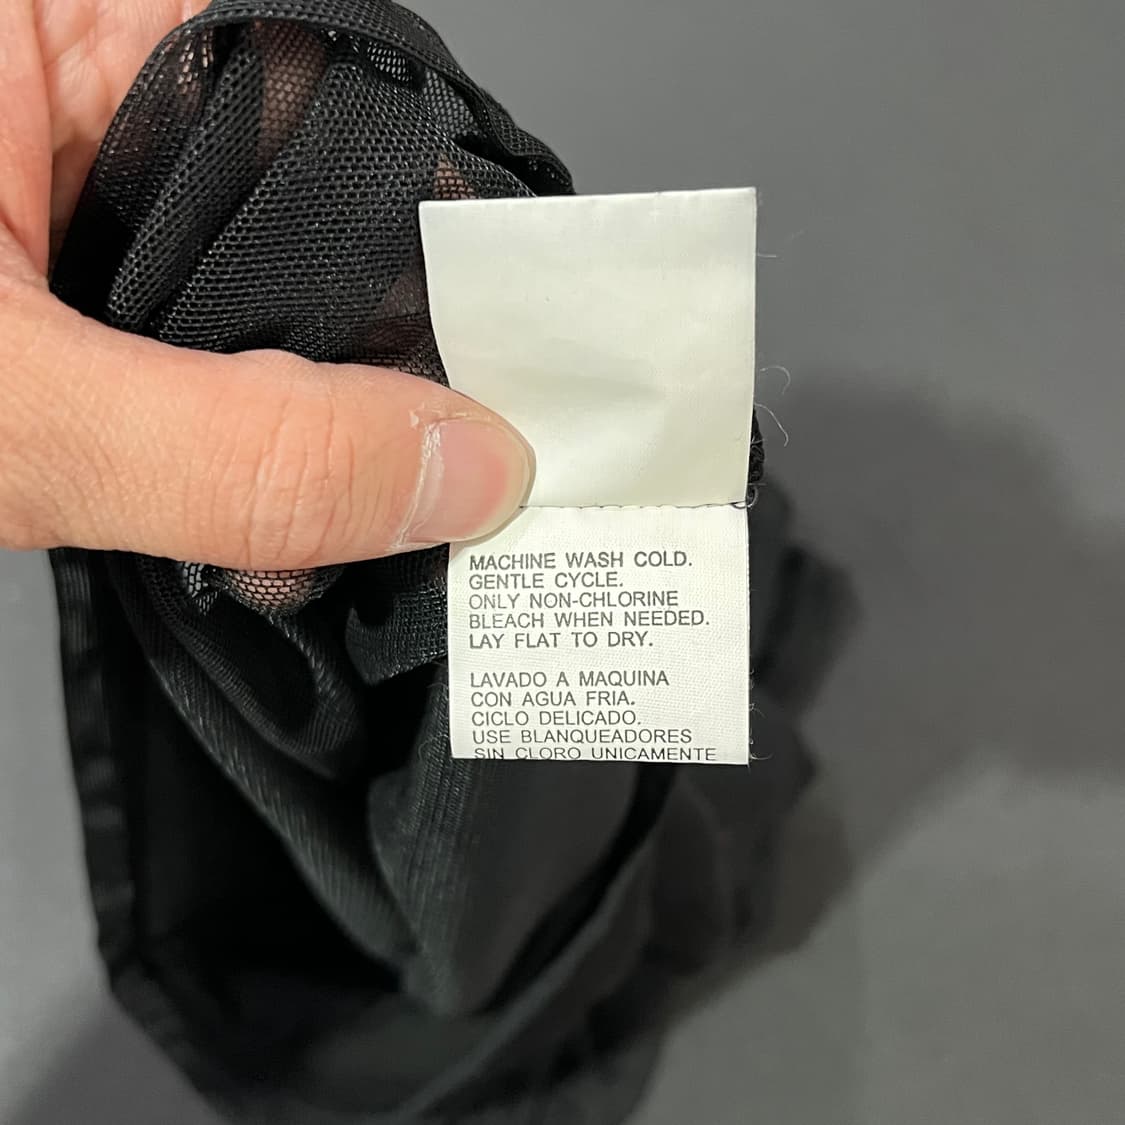 MACHINE WASH COLD.
GENTLE CYCLE.
ONLY NON-CHLORINE
BLEACH WHEN NEEDED.
LAY FLAT TO DRY.
LAVADO A MAQUINA
CON AGUA FRIA.
CICLO DELICADO.
USE BLANQUEADORES
SIN CLORO UNICAMENTE